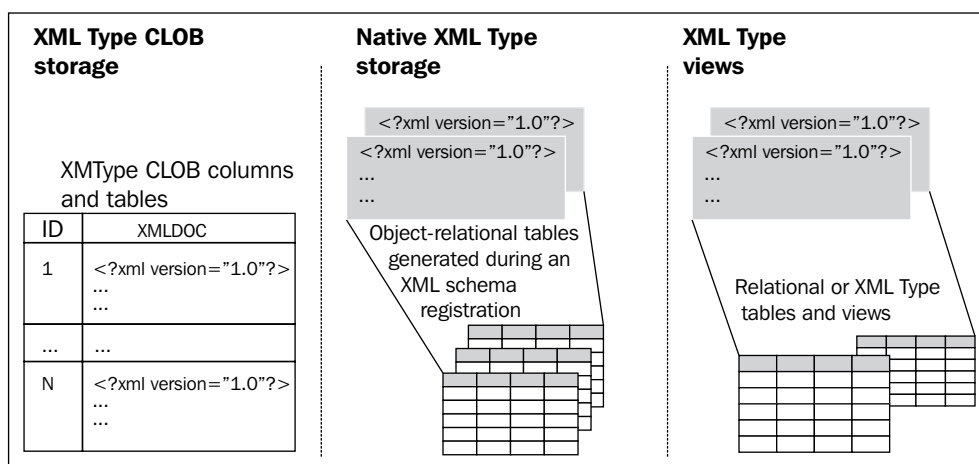 XML Type CLOB
storage
XMType CLOB columns
and tables
ID XMLDOC
1 <?xml version="1.0"?>
...
...
... ...
N <?xml version="1.0"?>
...
...
Native XML Type
storage
<?xml version="1.0"?>
<?xml version="1.0"?>
...
...
Object-relational tables
generated during an
XML schema
registration
XML Type
views
<?xml version="1.0"?>
<?xml version="1.0"?>
...
...
Relational or XML Type
tables and views